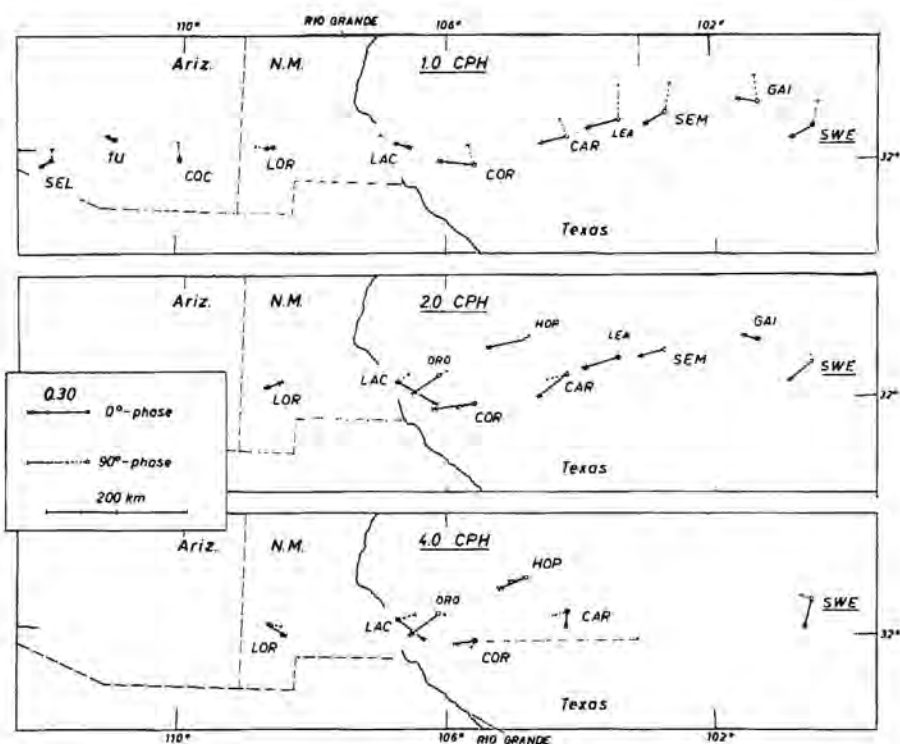 RIO GRANDE
110° 106° 102°
Ariz. N.M. 1.0 CPH
GAI
SEM
SWE
LEA
CAR
TU
LOR
LAC
32°
COC
COR
SEL
Texas
Ariz. N.M. 2.0 CPH
HOP
GAI
LEA
ORO
SEM
SWE
LAC
CAR
LOR
32°
COR
Texas
0.30
0°-phase
90°-phase
200 km
Ariz. N.M. 4.0 CPH
HOP
ORO
CAR
SWE
LAC
LOR
32°
COR
Texas
110° 106° 102°
RIO GRANDE